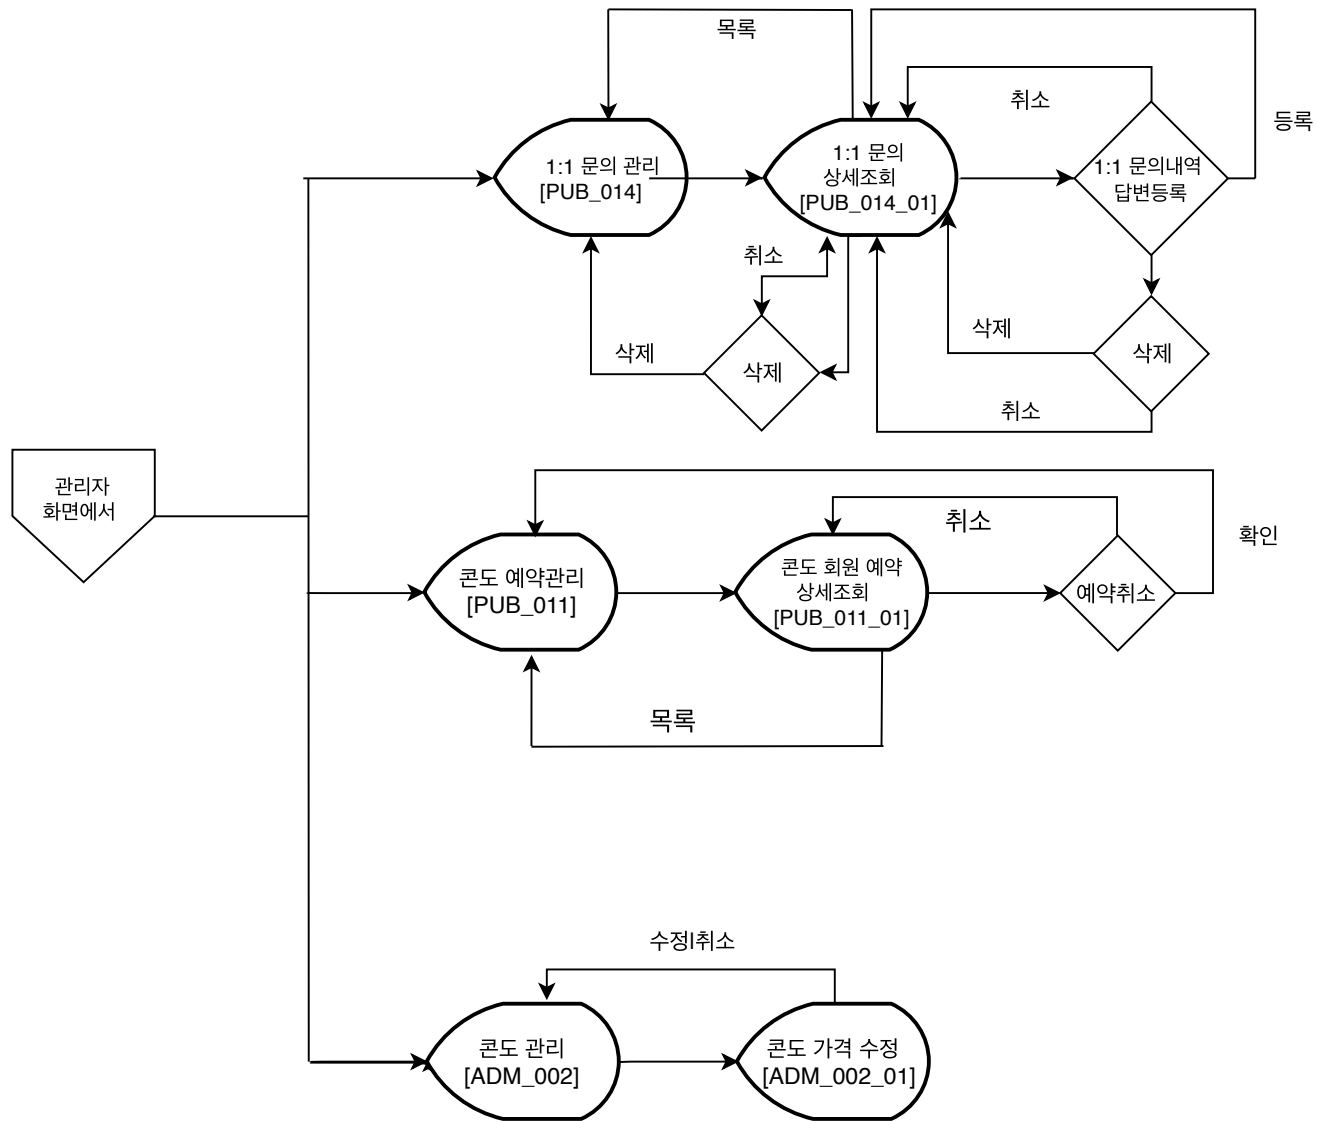 목록
취소
등록
1:1 문의 관리
[PUB_014]
1:1 문의
상세조회
[PUB_014_01]
1:1 문의내역
답변등록
취소
삭제
삭제
삭제
삭제
취소
관리자
화면에서
취소
확인
콘도 예약관리
[PUB_011]
콘도 회원 예약
상세조회
[PUB_011_01]
예약취소
목록
수정|취소
콘도 관리
[ADM_002]
콘도 가격 수정
[ADM_002_01]